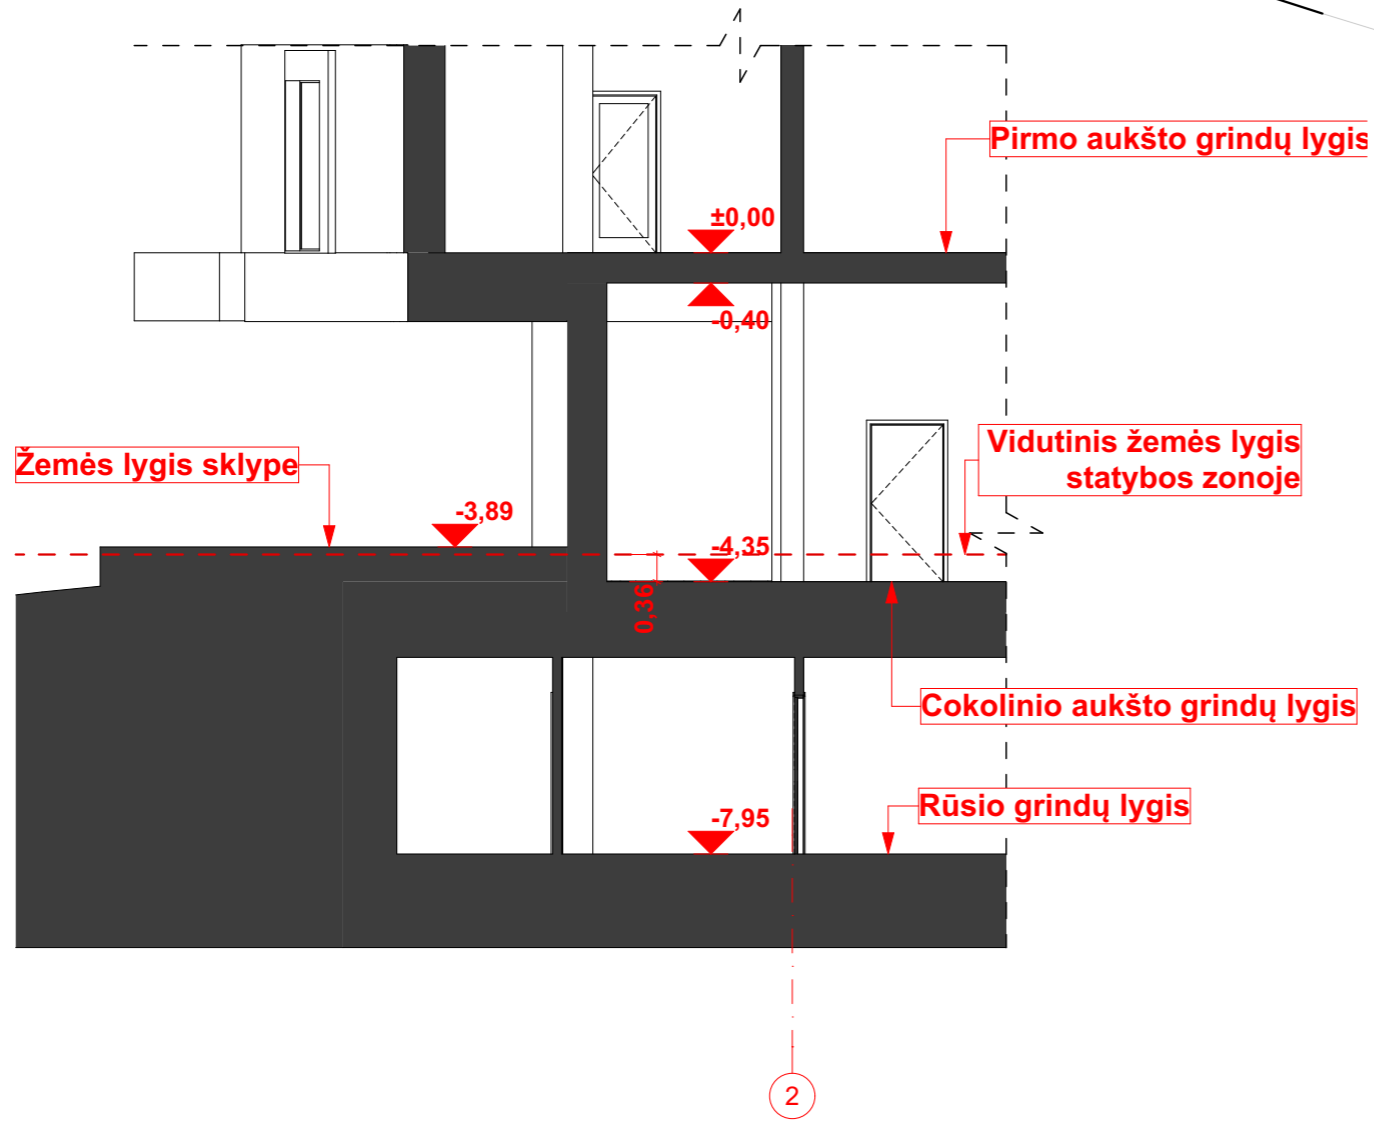 Pirmo aukšto grindų lygis
±0,00
-0,40
Vidutinis žemės lygis
statybos zonoje
Žemės lygis sklype
-3,89
-4,35
0,36
Cokolinio aukšto grindų lygis
Rūsio grindų lygis
-7,95
2